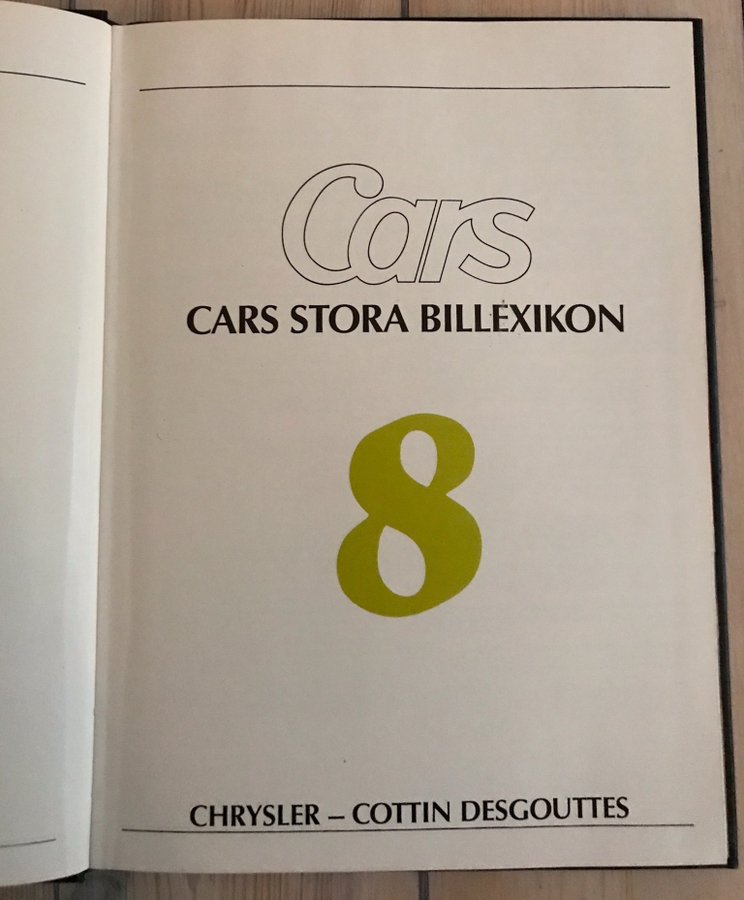 Cars
CARS STORA BILLEXIKON
8
CHRYSLER – COTTIN DESGOUTTES